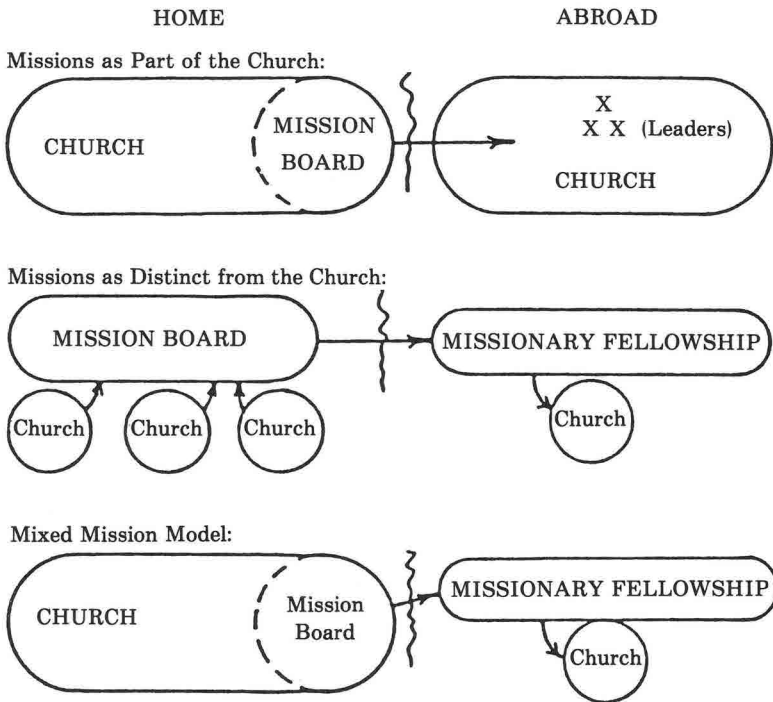 HOME ABROAD
Missions as Part of the Church:
CHURCH
MISSION
BOARD
X
X X (Leaders)
CHURCH
Missions as Distinct from the Church:
MISSION BOARD
MISSIONARY FELLOWSHIP
Church
Church
Church
Church
Mixed Mission Model:
CHURCH
Mission
Board
MISSIONARY FELLOWSHIP
Church